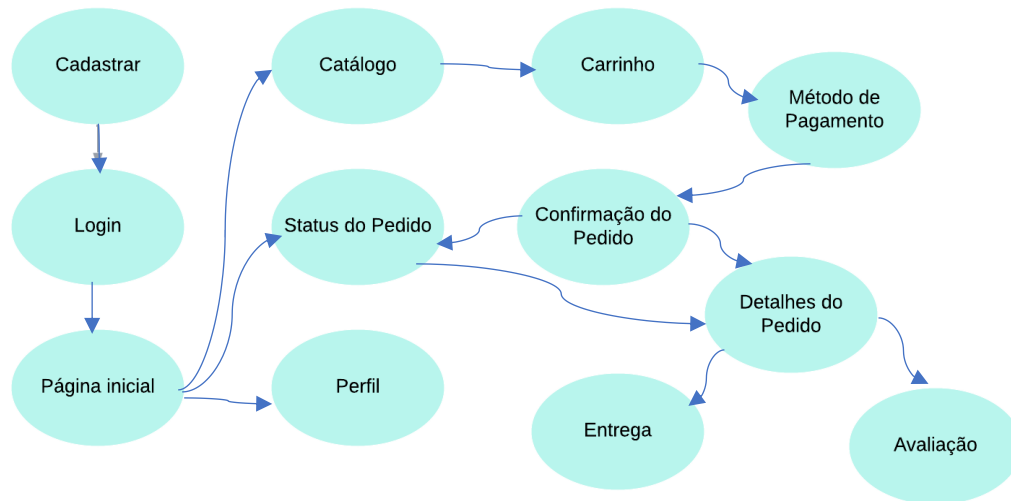 Cadastrar
Catálogo
Carrinho
Método de
Pagamento
Login
Status do Pedido
Confirmação do
Pedido
Detalhes do
Pedido
Página inicial
Perfil
Entrega
Avaliação